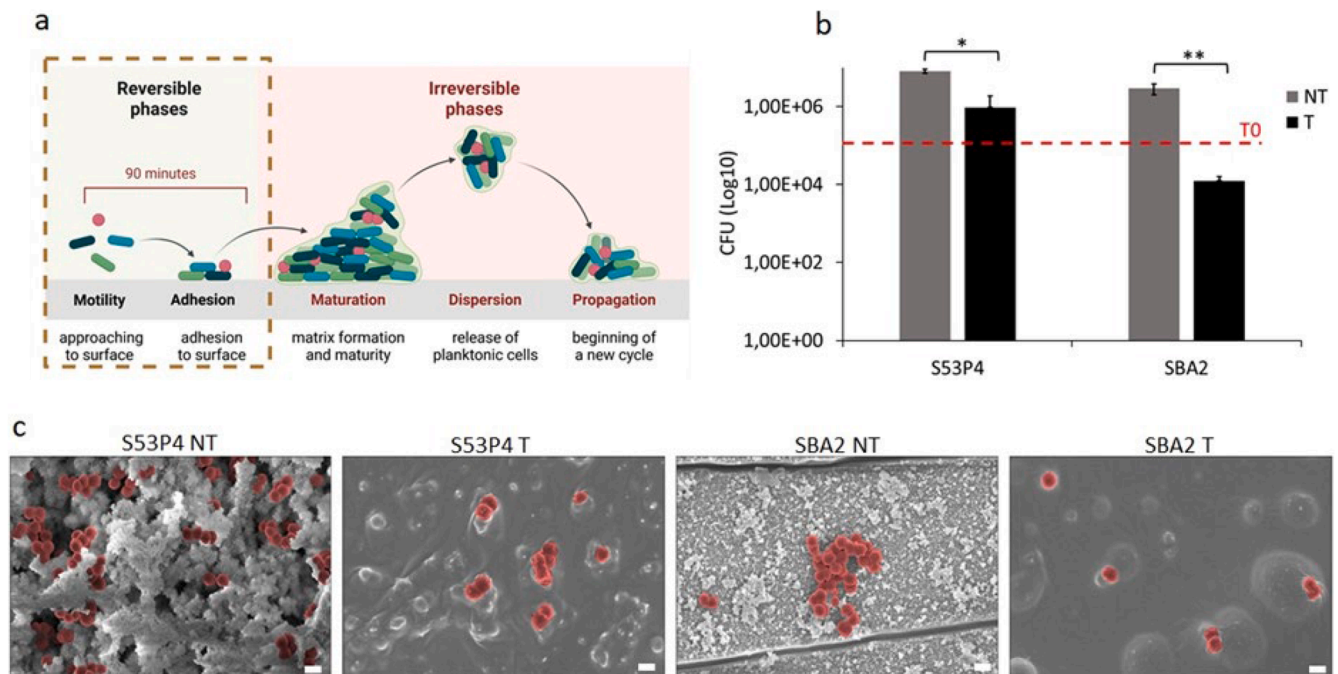 a
Reversible
phases
Irreversible
phases
90 minutes
Motility
Adhesion
Maturation
Dispersion
Propagation
approaching
to surface
adhesion
to surface
matrix formation
and maturity
release of
planktonic cells
beginning of
a new cycle
b
*
**
NT
T
T0
CFU (Log10)
1,00E+06
1,00E+04
1,00E+02
1,00E+00
S53P4
SBA2
c
S53P4 NT
S53P4 T
SBA2 NT
SBA2 T